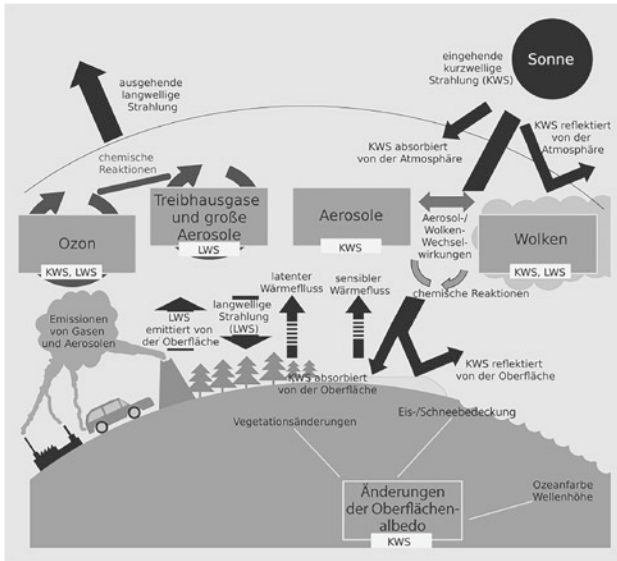 eingehende
kurzwellige
Strahlung (KWS)
Sonne
ausgehende
langwellige
Strahlung
KWS reflektiert
von der
Atmosphäre
KWS absorbiert
von der Atmosphäre
chemische
Reaktionen
Ozon
KWS, LWS
Treibhausgase
und große
Aerosole
LWS
Aerosole
KWS
Aerosol-/
Wolken-
Wechsel-
wirkungen
Wolken
KWS, LWS
chemische Reaktionen
Emissionen
von Gasen
und Aerosolen
LWS
emittiert von
der Oberfläche
langwellige
Strahlung
(LWS)
latenter
Wärmefluss
sensibler
Wärmefluss
KWS absorbiert
von der Oberfläche
KWS reflektiert
von der Oberfläche
Vegetationsänderungen
Eis-/Schneebedeckung
Änderungen
der Oberflächen-
albedo
KWS
Ozeanfarbe
Wellenhöhe